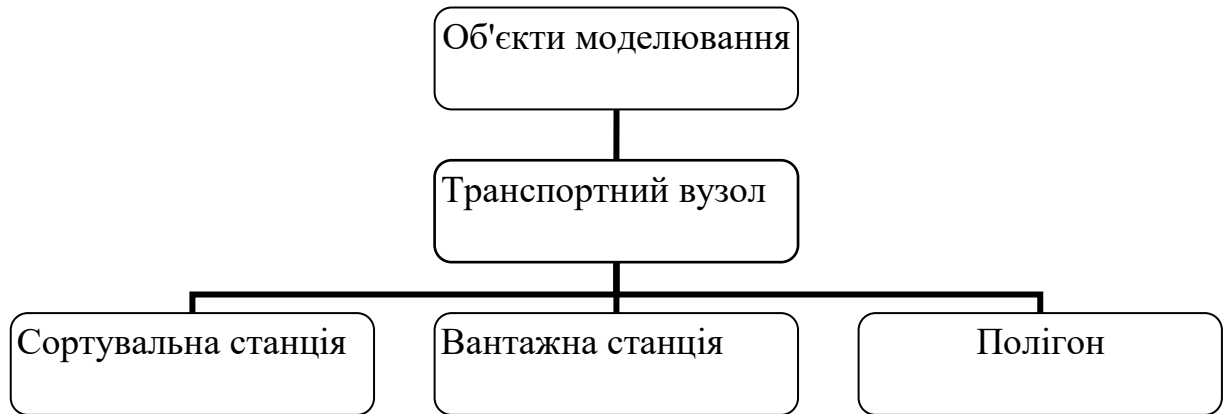 Об'єкти моделювання
Транспортний вузол
Сортувальна станція
Вантажна станція
Полігон